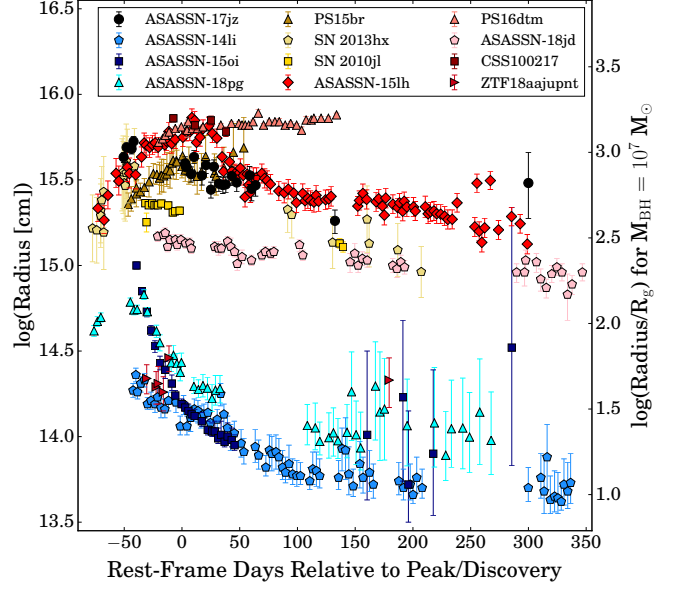 ASASSN-17jz PS15br PS16dtm
ASASSN-14li SN 2013hx ASASSN-18jd
ASASSN-15oi SN 2010jl CSS100217
ASASSN-18pg ASASSN-15lh ZTF18aajupnt
16.5
16.0
15.5
15.0
14.5
14.0
13.5
log(Radius [cm])
3.5
3.0
2.5
2.0
1.5
1.0
log(Radius/R_g) for M_BH = 10^7 M_⊙
−50 0 50 100 150 200 250 300 350
Rest-Frame Days Relative to Peak/Discovery